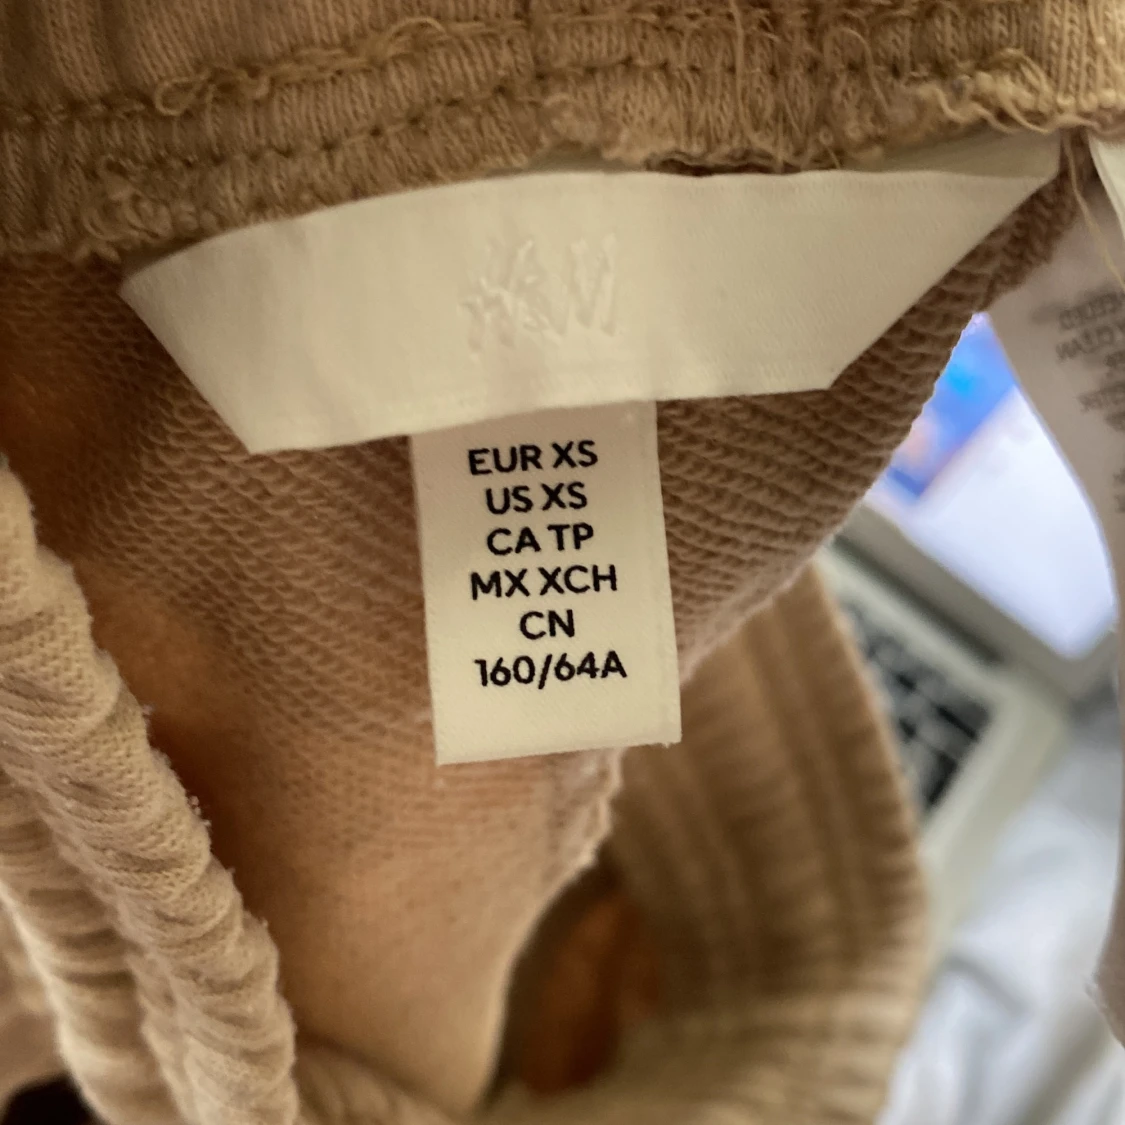 H&M
EUR XS
US XS
CA TP
MX XCH
CN
160/64A